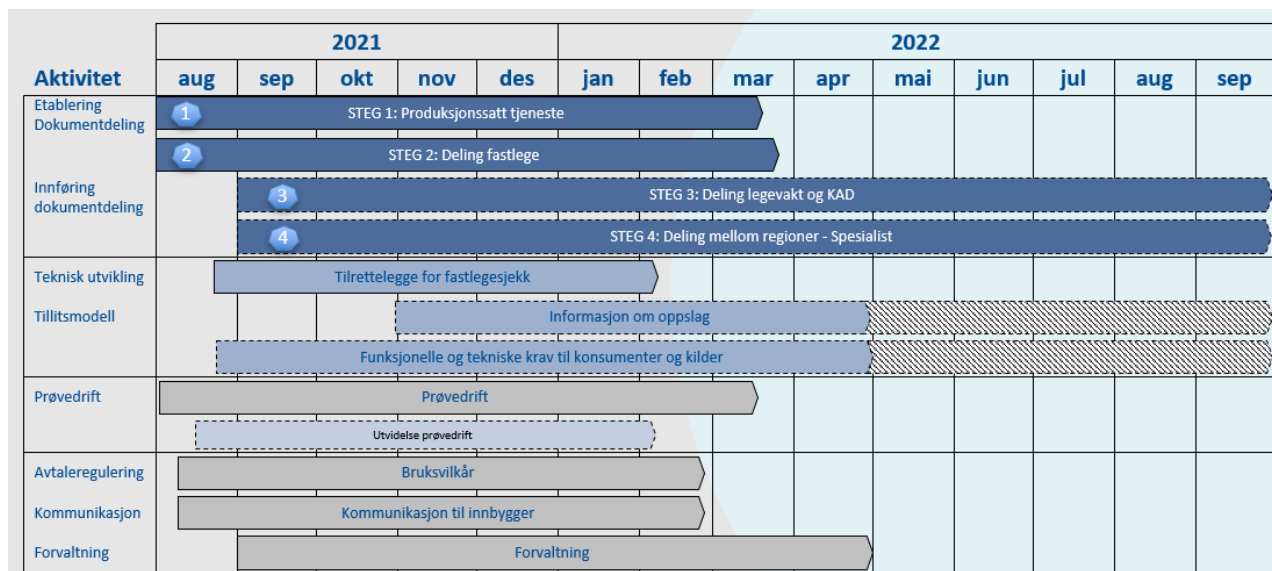 2021
2022
Aktivitet
aug
sep
okt
nov
des
jan
feb
mar
apr
mai
jun
jul
aug
sep
Etablering
Dokumentdeling
1
STEG 1: Produksjonssatt tjeneste
2
STEG 2: Deling fastlege
Innføring
dokumentdeling
3
STEG 3: Deling legevakt og KAD
4
STEG 4: Deling mellom regioner - Spesialist
Teknisk utvikling
Tilrettelegge for fastlegesjekk
Tillitsmodell
Informasjon om oppslag
Funksjonelle og tekniske krav til konsumenter og kilder
Prøvedrift
Prøvedrift
Utvidelse prøvedrift
Avtaleregulering
Bruksvilkår
Kommunikasjon
Kommunikasjon til innbygger
Forvaltning
Forvaltning